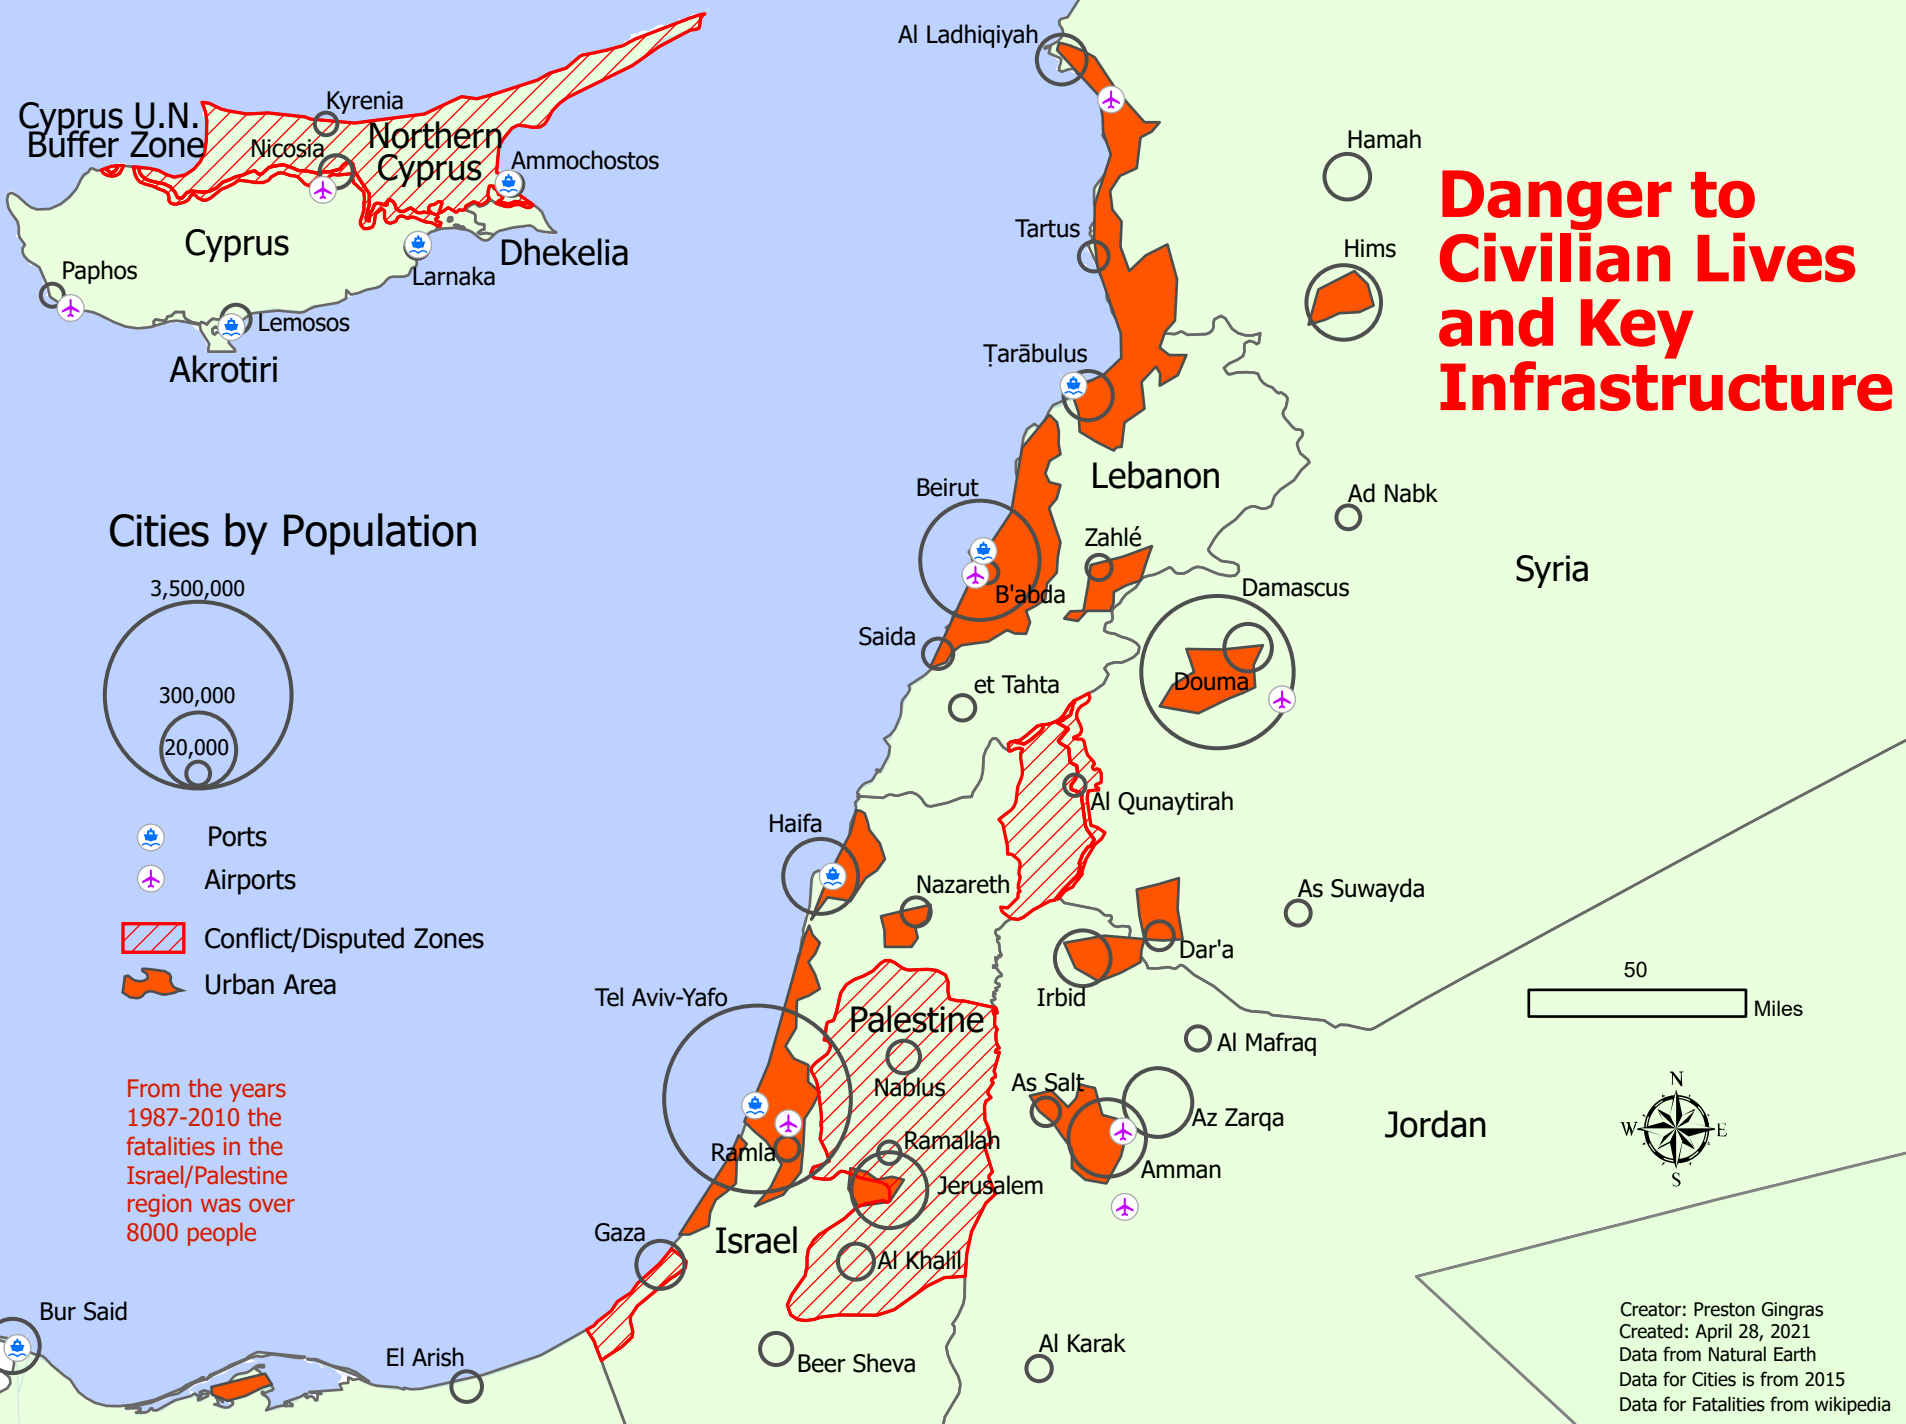 Al Ladhiqiyah
Kyrenia
Cyprus U.N.
Buffer Zone
Nicosia
Northern
Cyprus
Ammochostos
Hamah
Danger to
Civilian Lives
and Key
Infrastructure
Tartus
Hims
Cyprus
Dhekelia
Paphos
Larnaka
Lemosos
Akrotiri
Ṭarābulus
Lebanon
Beirut
Ad Nabk
Cities by Population
Zahlé
Syria
3,500,000
300,000
20,000
B'abda
Damascus
Saida
et Tahta
Douma
Al Qunaytirah
Haifa
Ports
Airports
Nazareth
As Suwayda
Conflict/Disputed Zones
Dar'a
Urban Area
Tel Aviv-Yafo
Irbid
50
Miles
Palestine
Al Mafraq
Nablus
As Salt
From the years
1987-2010 the
fatalities in the
Israel/Palestine
region was over
8000 people
Az Zarqa
Jordan
N
W
E
S
Ramla
Ramallah
Amman
Jerusalem
Gaza
Israel
Al Khalil
Bur Said
El Arish
Beer Sheva
Al Karak
Creator: Preston Gingras
Created: April 28, 2021
Data from Natural Earth
Data for Cities is from 2015
Data for Fatalities from wikipedia